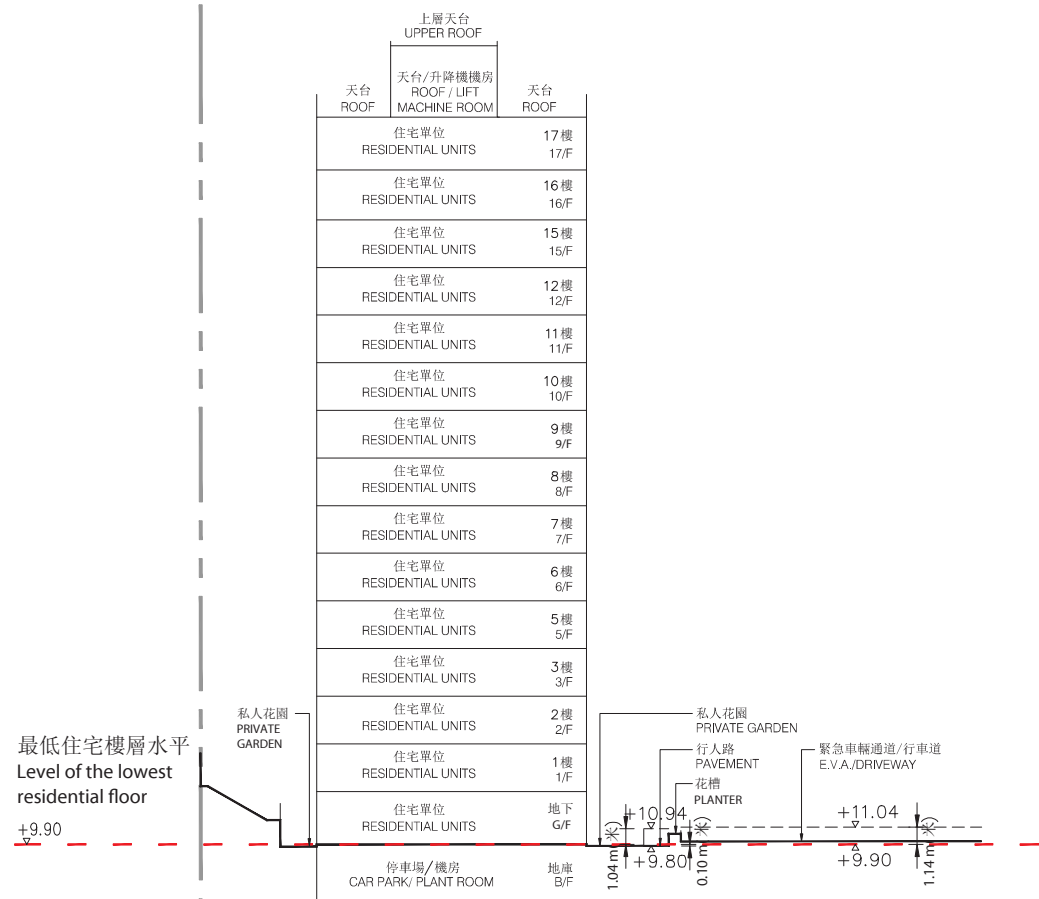 上層天台
UPPER ROOF
天台
ROOF
天台/升降機機房
ROOF / LIFT
MACHINE ROOM
天台
ROOF
住宅單位
RESIDENTIAL UNITS
17樓
17/F
住宅單位
RESIDENTIAL UNITS
16樓
16/F
住宅單位
RESIDENTIAL UNITS
15樓
15/F
住宅單位
RESIDENTIAL UNITS
12樓
12/F
住宅單位
RESIDENTIAL UNITS
11樓
11/F
住宅單位
RESIDENTIAL UNITS
10樓
10/F
住宅單位
RESIDENTIAL UNITS
9樓
9/F
住宅單位
RESIDENTIAL UNITS
8樓
8/F
住宅單位
RESIDENTIAL UNITS
7樓
7/F
住宅單位
RESIDENTIAL UNITS
6樓
6/F
住宅單位
RESIDENTIAL UNITS
5樓
5/F
住宅單位
RESIDENTIAL UNITS
3樓
3/F
住宅單位
RESIDENTIAL UNITS
2樓
2/F
住宅單位
RESIDENTIAL UNITS
1樓
1/F
住宅單位
RESIDENTIAL UNITS
地下
G/F
停車場/機房
CAR PARK/ PLANT ROOM
地庫
B/F
最低住宅樓層水平
Level of the lowest
residential floor
+9.90
私人花園
PRIVATE
GARDEN
私人花園
PRIVATE GARDEN
行人路
PAVEMENT
花槽
PLANTER
緊急車輛通道/行車道
E.V.A./DRIVEWAY
+10.94
+9.80
1.04 m(米)
0.10 m(米)
+11.04
+9.90
1.14 m(米)